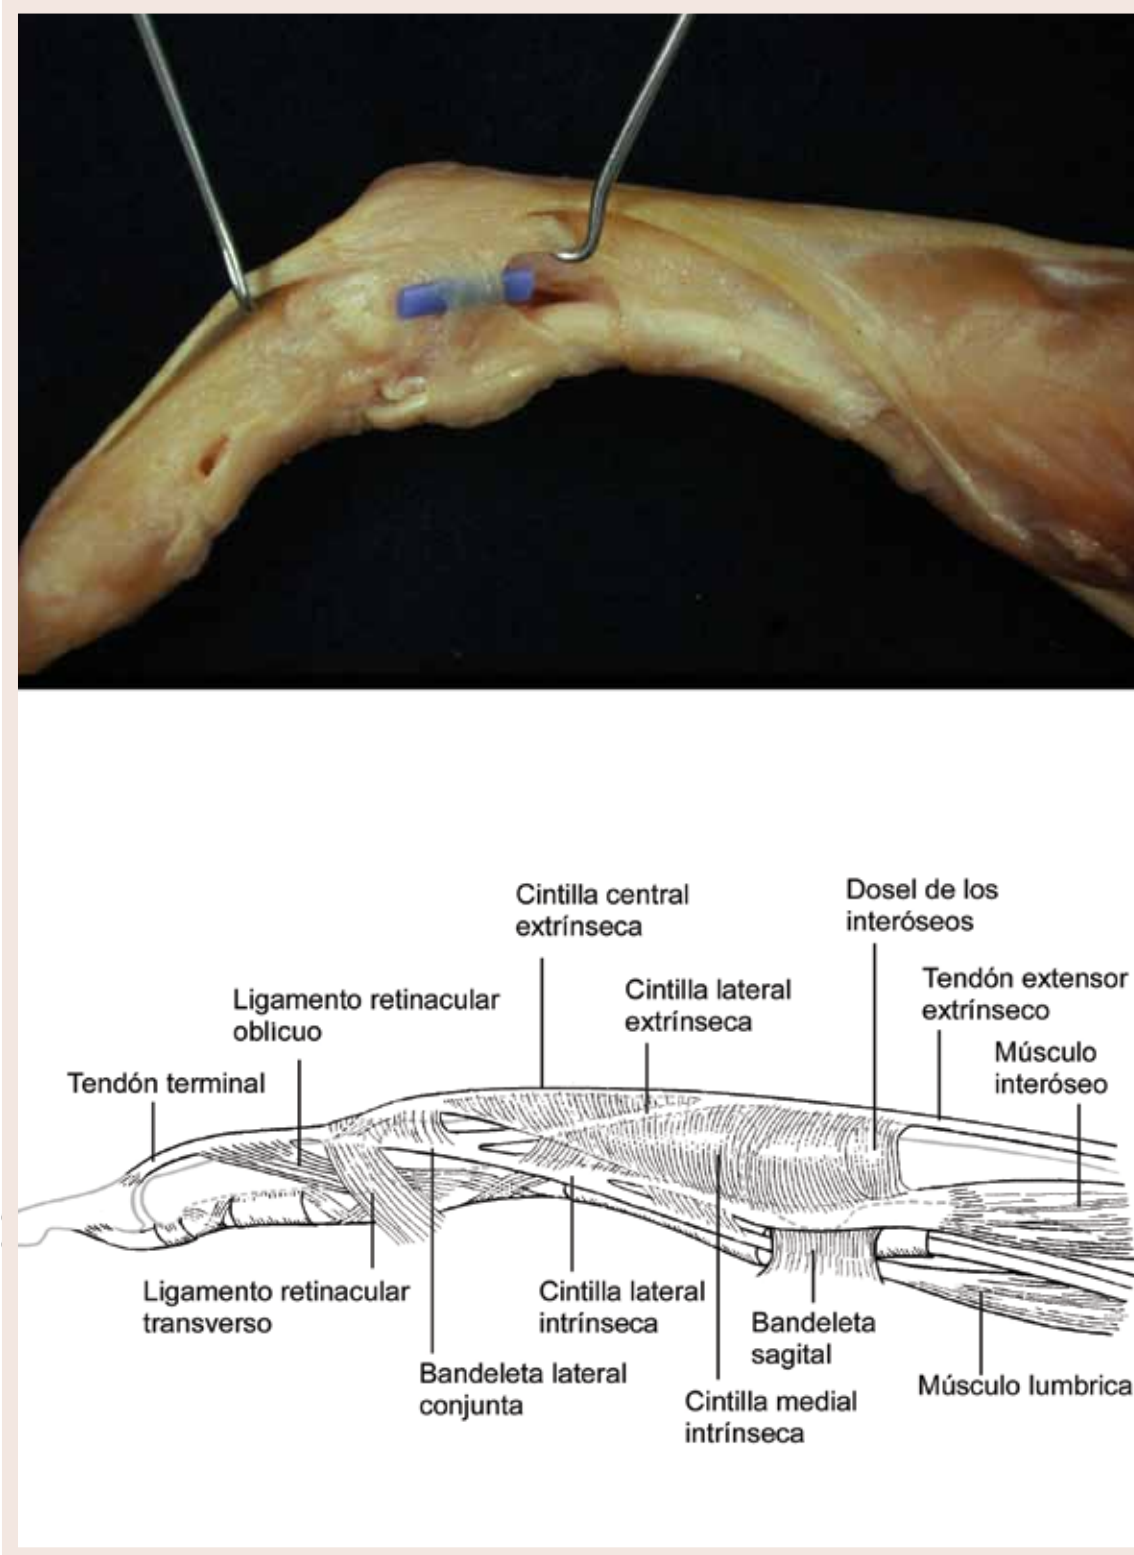 Cintilla central
extrínseca
Dosel de los
interóseos
Ligamento retinacular
oblicuo
Cintilla lateral
extrínseca
Tendón extensor
extrínseco
Tendón terminal
Músculo
interóseo
Ligamento retinacular
transverso
Cintilla lateral
intrínseca
Bandeleta
sagital
Bandeleta lateral
conjunta
Cintilla medial
intrínseca
Músculo lumbrica